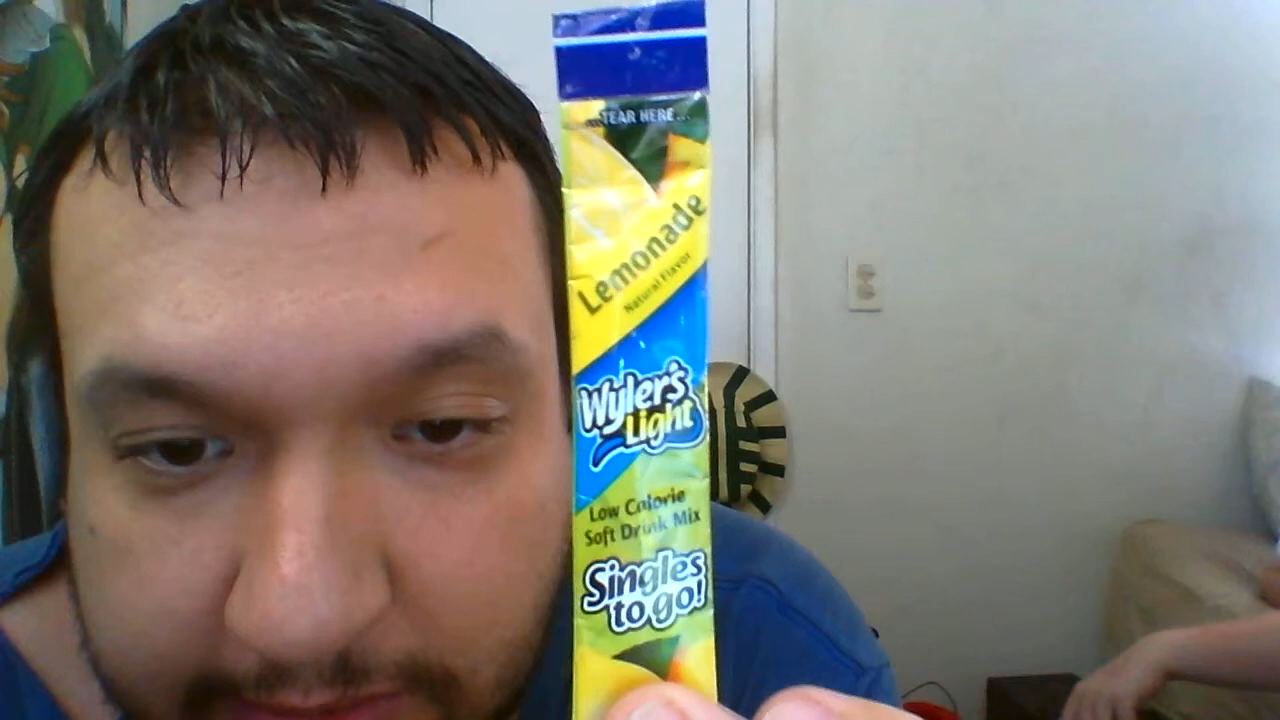 ...TEAR HERE...
Lemonade
Natural Flavor
Wyler's
Light
Low Calorie
Soft Drink Mix
Singles
to go!